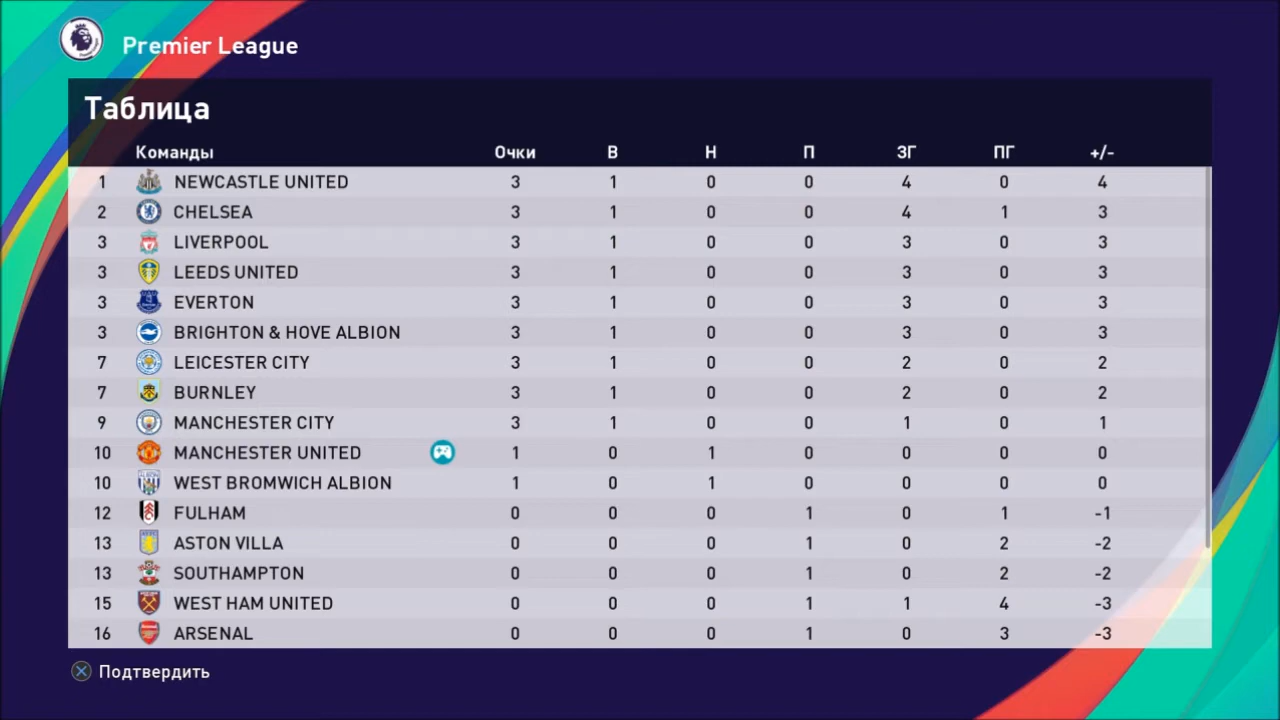 Premier League
Таблица
Команды Очки В Н П ЗГ ПГ +/-
1 NEWCASTLE UNITED 3 1 0 0 4 0 4
2 CHELSEA 3 1 0 0 4 1 3
3 LIVERPOOL 3 1 0 0 3 0 3
3 LEEDS UNITED 3 1 0 0 3 0 3
3 EVERTON 3 1 0 0 3 0 3
3 BRIGHTON & HOVE ALBION 3 1 0 0 3 0 3
7 LEICESTER CITY 3 1 0 0 2 0 2
7 BURNLEY 3 1 0 0 2 0 2
9 MANCHESTER CITY 3 1 0 0 1 0 1
10 MANCHESTER UNITED 1 0 1 0 0 0 0
10 WEST BROMWICH ALBION 1 0 1 0 0 0 0
12 FULHAM 0 0 0 1 0 1 -1
13 ASTON VILLA 0 0 0 1 0 2 -2
13 SOUTHAMPTON 0 0 0 1 0 2 -2
15 WEST HAM UNITED 0 0 0 1 1 4 -3
16 ARSENAL 0 0 0 1 0 3 -3
Подтвердить